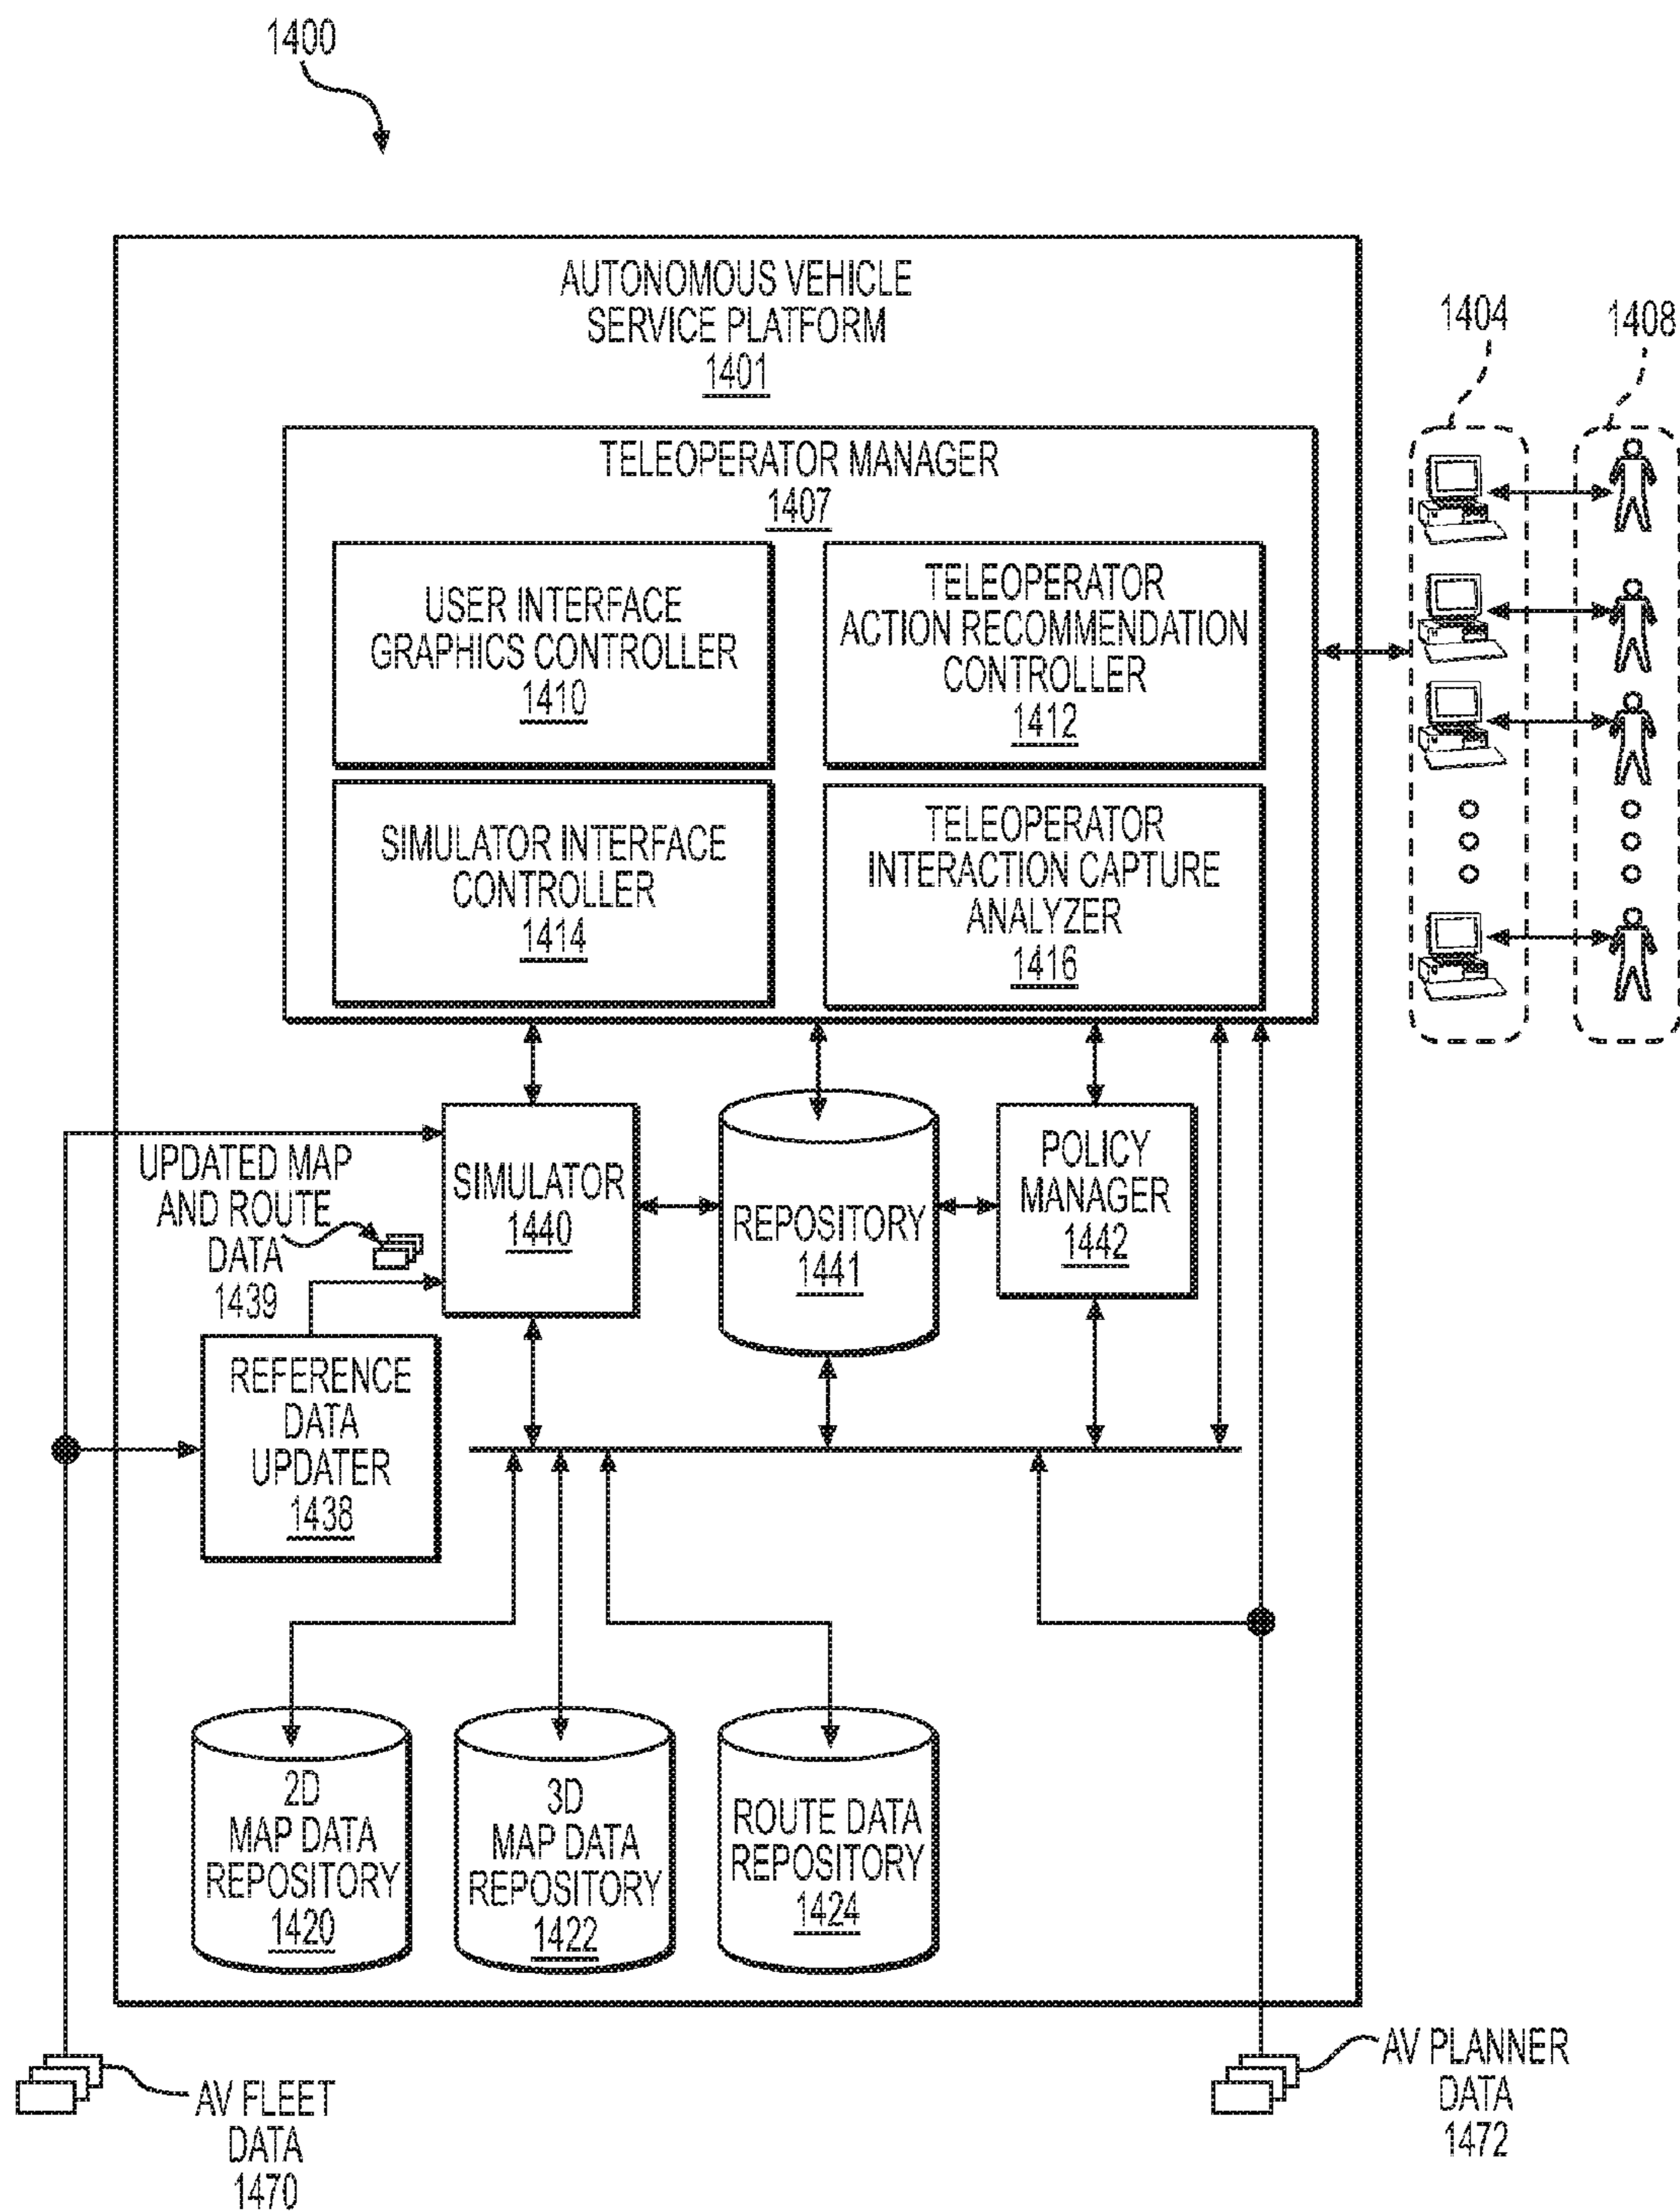 1400
AUTONOMOUS VEHICLE
SERVICE PLATFORM
1401
1404
1408
TELEOPERATOR MANAGER
1407
USER INTERFACE
GRAPHICS CONTROLLER
1410
TELEOPERATOR
ACTION RECOMMENDATION
CONTROLLER
1412
SIMULATOR INTERFACE
CONTROLLER
1414
TELEOPERATOR
INTERACTION CAPTURE
ANALYZER
1416
UPDATED MAP
AND ROUTE
DATA
1439
SIMULATOR
1440
REPOSITORY
1441
POLICY
MANAGER
1442
REFERENCE
DATA
UPDATER
1438
2D
MAP DATA
REPOSITORY
1420
3D
MAP DATA
REPOSITORY
1422
ROUTE DATA
REPOSITORY
1424
AV FLEET
DATA
1470
AV PLANNER
DATA
1472